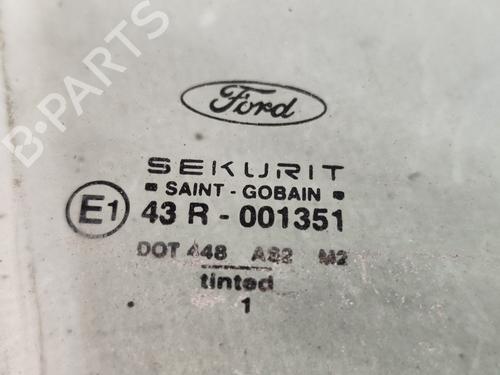 B-PARTS
Ford
SEKURIT
SAINT - GOBAIN
E1 43 R - 001351
DOT 448 AS2 M2
tinted
1